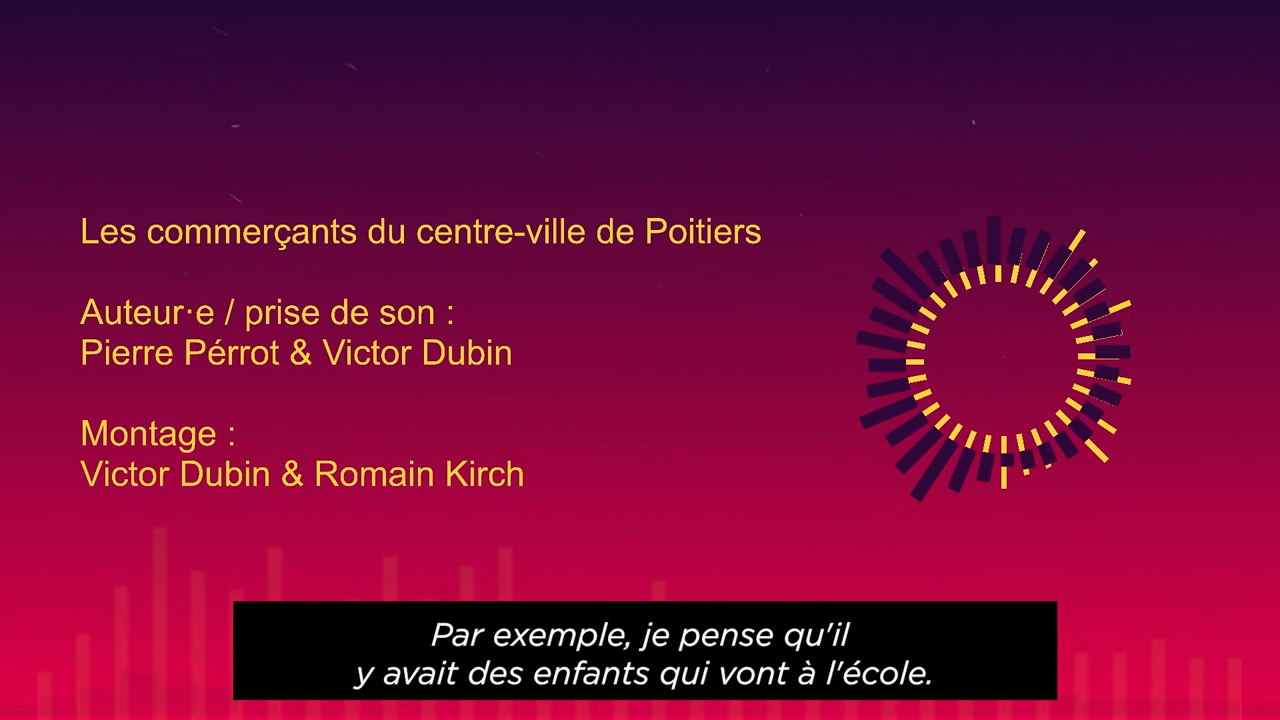 Les commerçants du centre-ville de Poitiers
Auteur·e / prise de son :
Pierre Pérrot & Victor Dubin
Montage :
Victor Dubin & Romain Kirch
Par exemple, je pense qu'il
y avait des enfants qui vont à l'école.